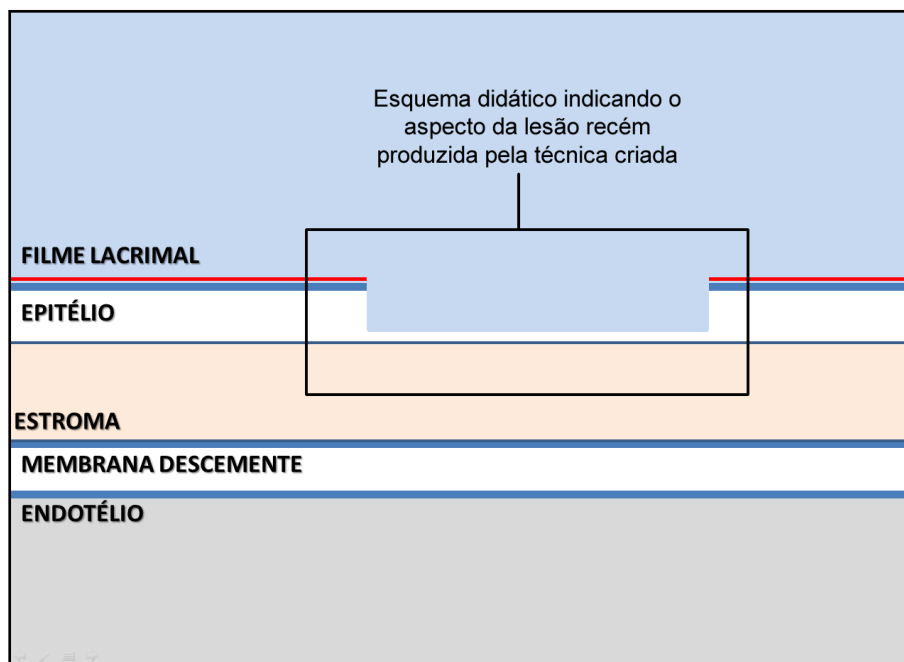 Esquema didático indicando o
aspecto da lesão recém
produzida pela técnica criada
FILME LACRIMAL
EPITÉLIO
ESTROMA
MEMBRANA DESCEMENTE
ENDOTÉLIO